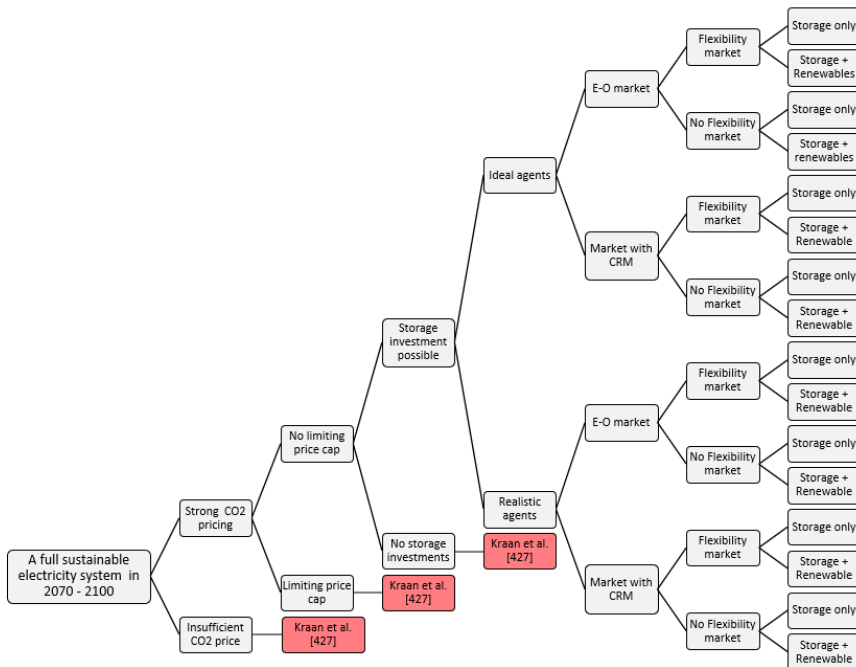 A full sustainable
electricity system in
2070 - 2100
Strong CO2
pricing
Insufficient
CO2 price
Kraan et al.
[427]
No limiting
price cap
Limiting price
cap
Kraan et al.
[427]
Storage
investment
possible
No storage
investments
Kraan et al.
[427]
Ideal agents
Realistic
agents
E-O market
Market with
CRM
E-O market
Market with
CRM
Flexibility
market
No Flexibility
market
Flexibility
market
No Flexibility
market
Flexibility
market
No Flexibility
market
Flexibility
market
No Flexibility
market
Storage only
Storage +
Renewables
Storage only
Storage +
renewables
Storage only
Storage +
Renewable
Storage only
Storage +
Renewable
Storage only
Storage +
Renewable
Storage only
Storage +
Renewable
Storage only
Storage +
Renewable
Storage only
Storage +
Renewable